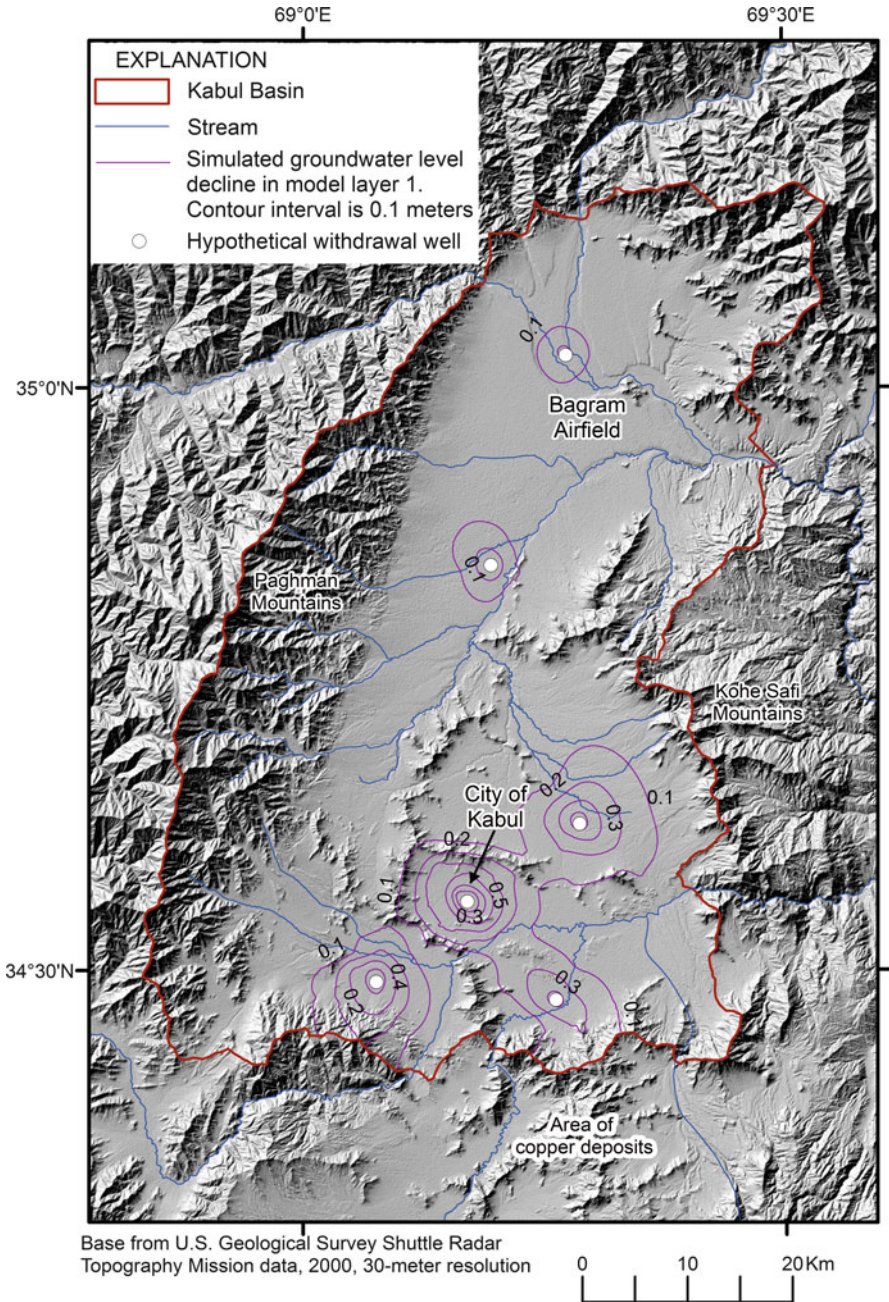 69°0'E
69°30'E
EXPLANATION
Kabul Basin
Stream
Simulated groundwater level
decline in model layer 1.
Contour interval is 0.1 meters
Hypothetical withdrawal well
0.1
35°0'N
Bagram
Airfield
0.1
Paghman
Mountains
Kohe Safi
Mountains
0.2
0.1
City of
Kabul
0.3
0.2
0.1
0.5
0.3
0.1
34°30'N
0.4
0.3
0.2
Area of
copper deposits
Base from U.S. Geological Survey Shuttle Radar
Topography Mission data, 2000, 30-meter resolution
0 10 20 Km